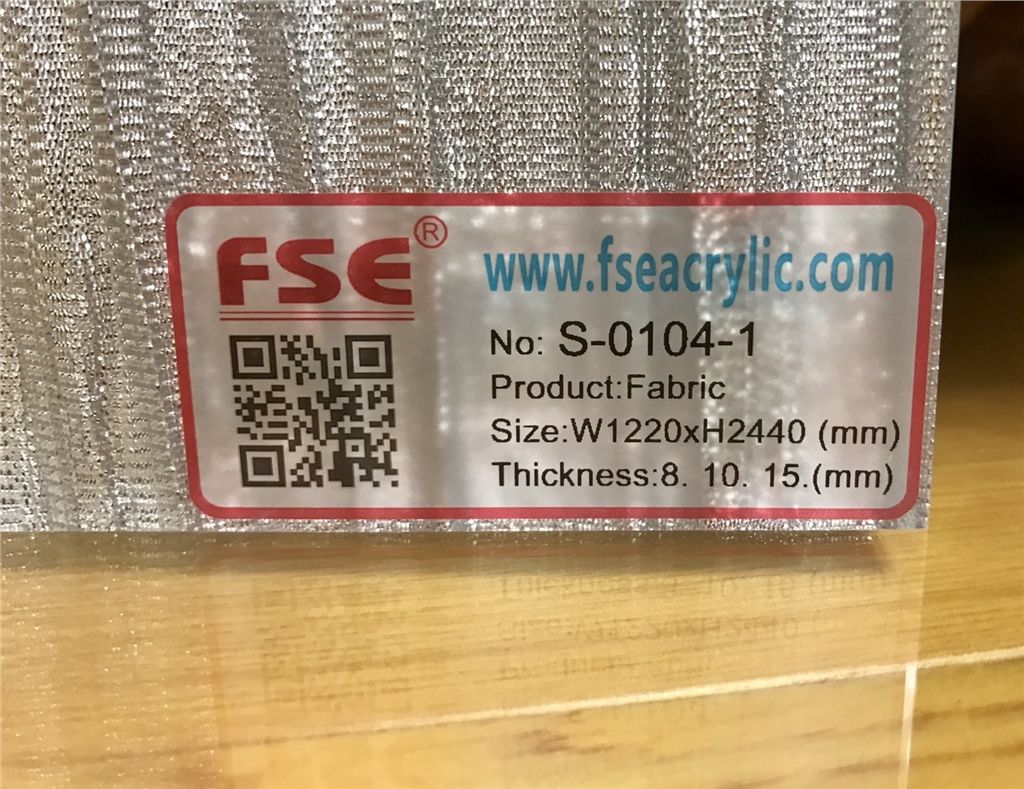 FSE®
www.fseacrylic.com
No: S-0104-1
Product:Fabric
Size:W1220xH2440 (mm)
Thickness:8. 10. 15.(mm)